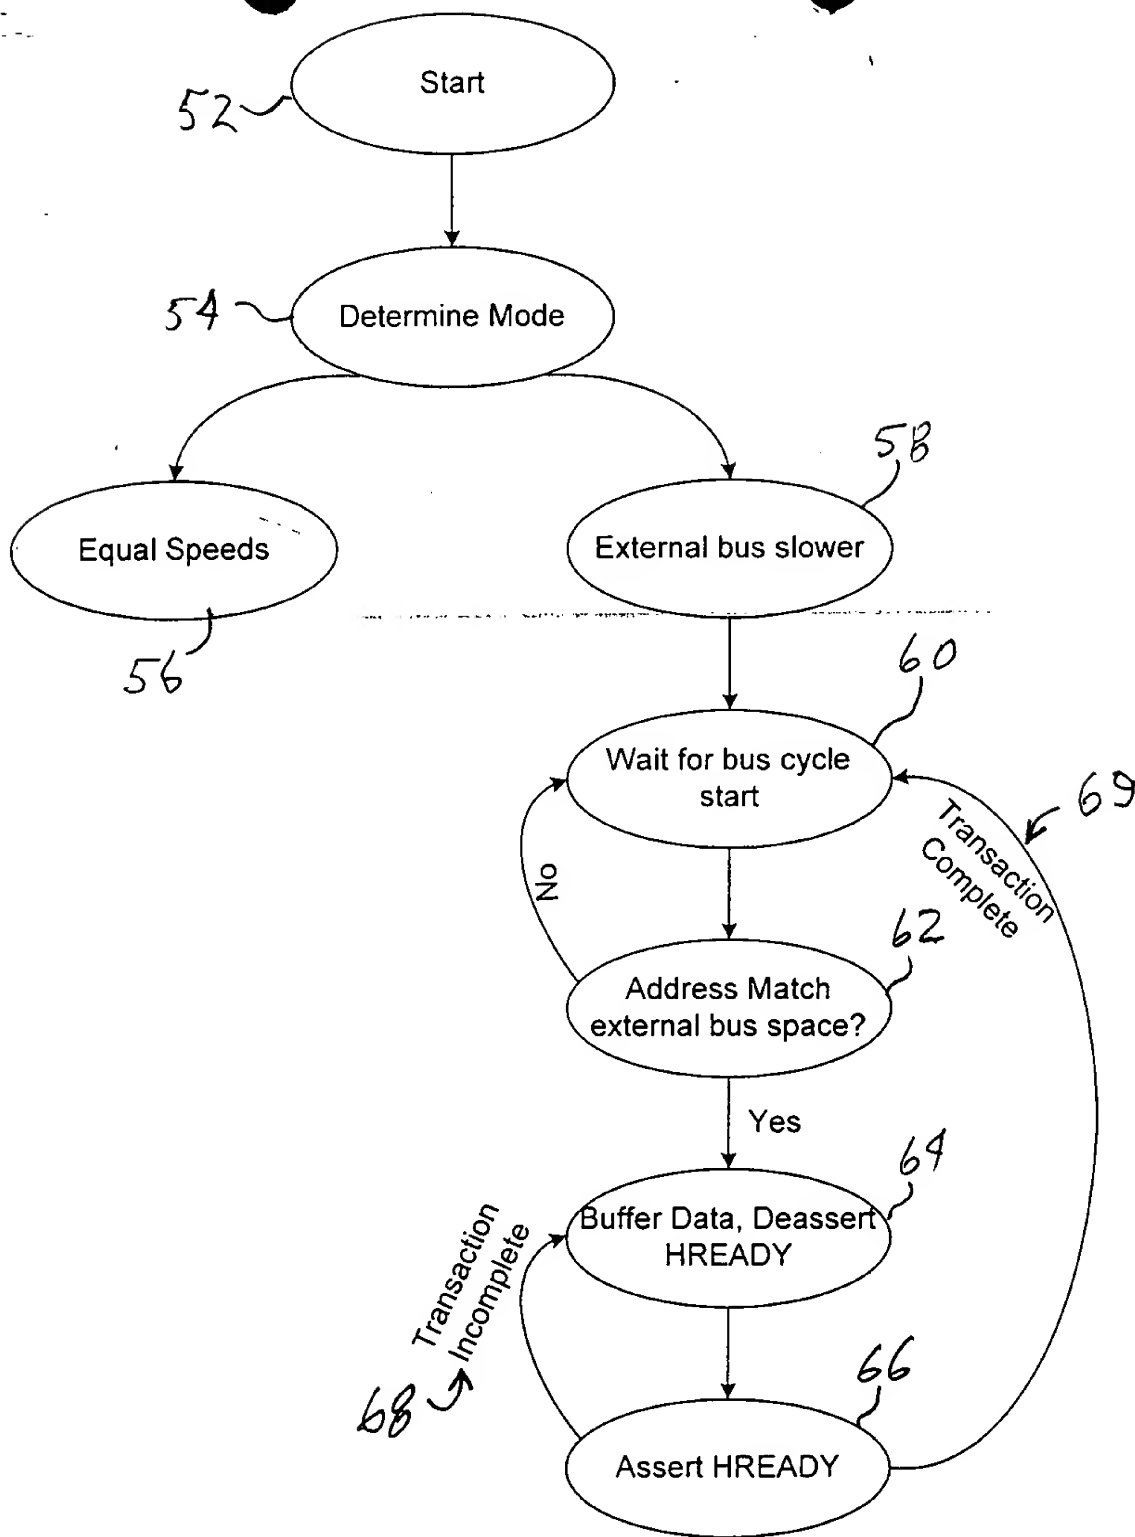 Start
52
54
Determine Mode
58
Equal Speeds
External bus slower
56
60
Wait for bus cycle
start
69
Transaction
Complete
No
62
Address Match
external bus space?
Yes
64
Buffer Data, Deassert
HREADY
Transaction
Incomplete
68
66
Assert HREADY